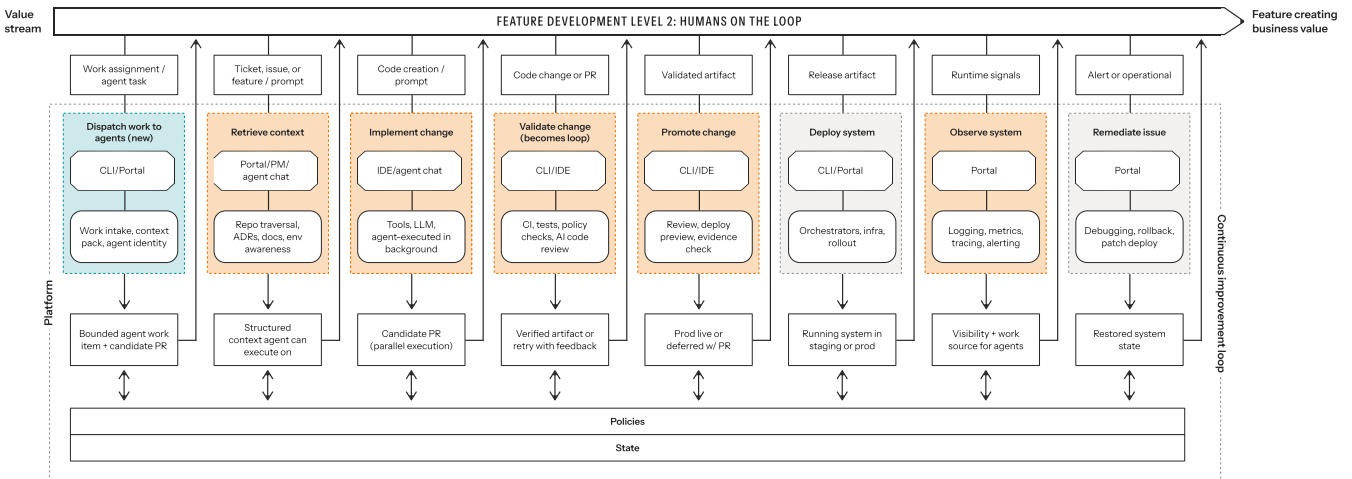 Value
stream
FEATURE DEVELOPMENT LEVEL 2: HUMANS ON THE LOOP
Feature creating
business value
Work assignment /
agent task
Ticket, issue, or
feature / prompt
Code creation /
prompt
Code change or PR
Validated artifact
Release artifact
Runtime signals
Alert or operational
Dispatch work to
agents (new)
Retrieve context
Implement change
Validate change
(becomes loop)
Promote change
Deploy system
Observe system
Remediate issue
CLI/Portal
Portal/PM/
agent chat
IDE/agent chat
CLI/IDE
CLI/IDE
CLI/Portal
Portal
Portal
Work intake, context
pack, agent identity
Repo traversal,
ADRs, docs, env
awareness
Tools, LLM,
agent-executed in
background
CI, tests, policy
checks, AI code
review
Review, deploy
preview, evidence
check
Orchestrators, infra,
rollout
Logging, metrics,
tracing, alerting
Debugging, rollback,
patch deploy
Platform
Continuous improvement loop
Bounded agent work
item + candidate PR
Structured
context agent can
execute on
Candidate PR
(parallel execution)
Verified artifact or
retry with feedback
Prod live or
deferred w/ PR
Running system in
staging or prod
Visibility + work
source for agents
Restored system
state
Policies
State